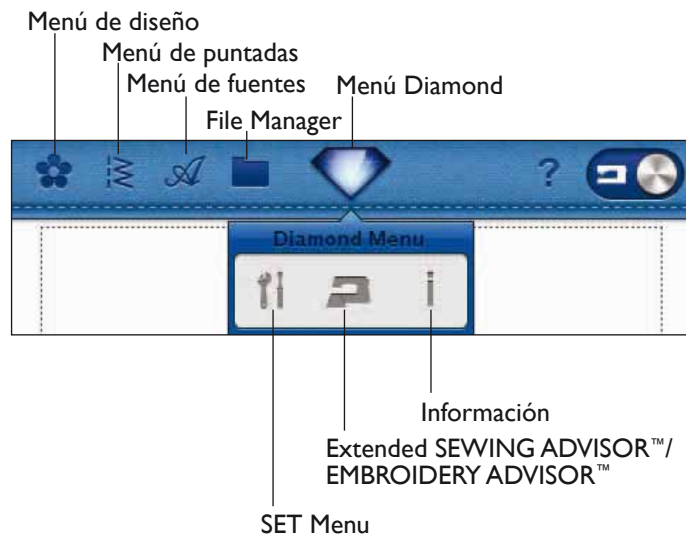 Menú de diseño
Menú de puntadas
Menú de fuentes
Menú Diamond
File Manager
?
Diamond Menu
i
Información
Extended SEWING ADVISOR™/
EMBROIDERY ADVISOR™
SET Menu